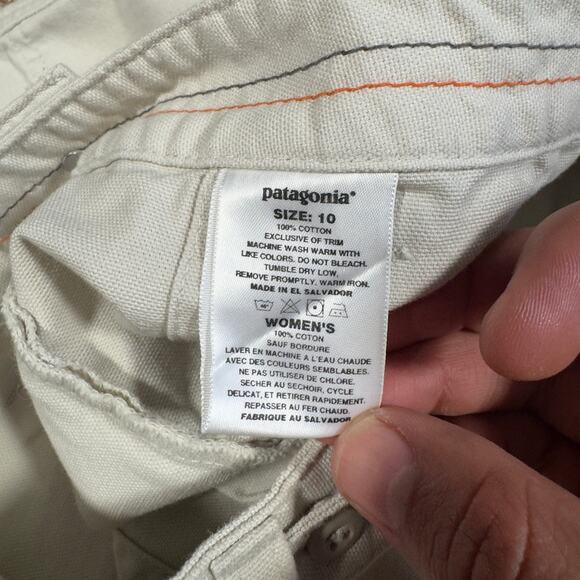 patagonia®
SIZE: 10
100% COTTON
EXCLUSIVE OF TRIM
MACHINE WASH WARM WITH
LIKE COLORS. DO NOT BLEACH.
TUMBLE DRY LOW,
REMOVE PROMPTLY. WARM IRON.
MADE IN EL SALVADOR
WOMEN'S
100% COTTON
SAUF BORDURE
LAVER EN MACHINE A L'EAU CHAUDE
AVEC DES COULEURS SEMBLABLES.
NE PAS UTILISER DE CHLORE.
SECHER AU SECHOIR, CYCLE
DELICAT, ET RETIRER RAPIDEMENT.
REPASSER AU FER CHAUD.
FABRIQUE AU SALVADOR